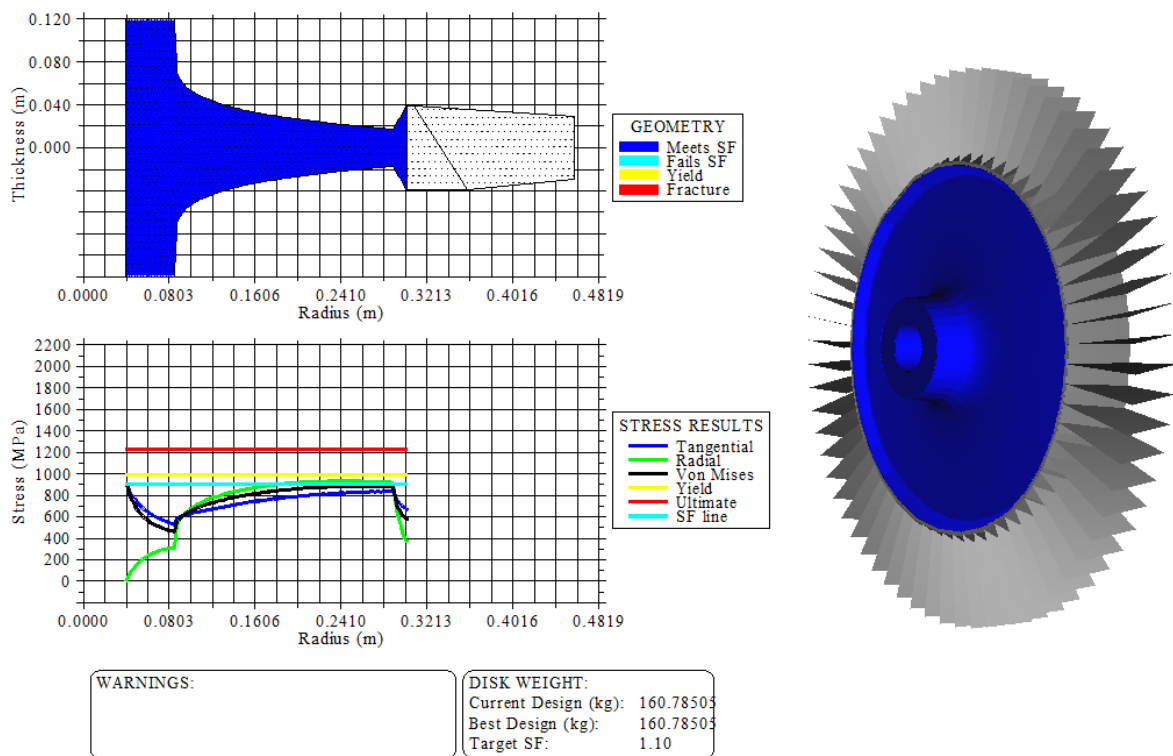 Thickness (m)
0.120
0.080
0.040
0.000
0.0000 0.0803 0.1606 0.2410 0.3213 0.4016 0.4819
Radius (m)
GEOMETRY
Meets SF
Fails SF
Yield
Fracture
Stress (MPa)
2200
2000
1800
1600
1400
1200
1000
800
600
400
200
0
0.0000 0.0803 0.1606 0.2410 0.3213 0.4016 0.4819
Radius (m)
STRESS RESULTS
Tangential
Radial
Von Mises
Yield
Ultimate
SF line
WARNINGS:
DISK WEIGHT:
Current Design (kg): 160.78505
Best Design (kg): 160.78505
Target SF: 1.10